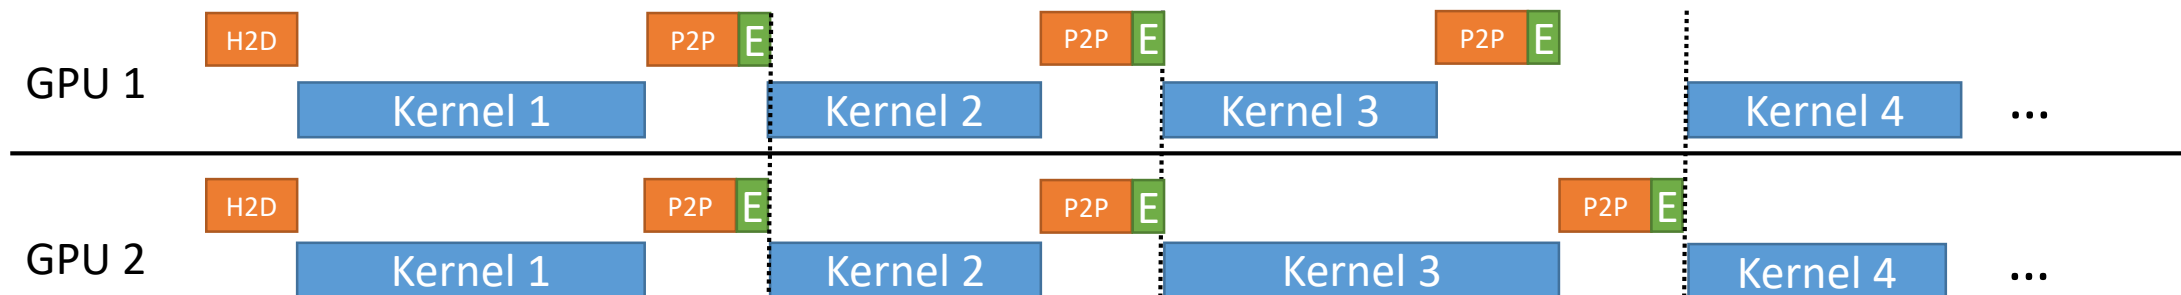 H2D P2P E P2P E P2P E
GPU 1 Kernel 1 Kernel 2 Kernel 3 Kernel 4 ...
H2D P2P E P2P E P2P E
GPU 2 Kernel 1 Kernel 2 Kernel 3 Kernel 4 ...